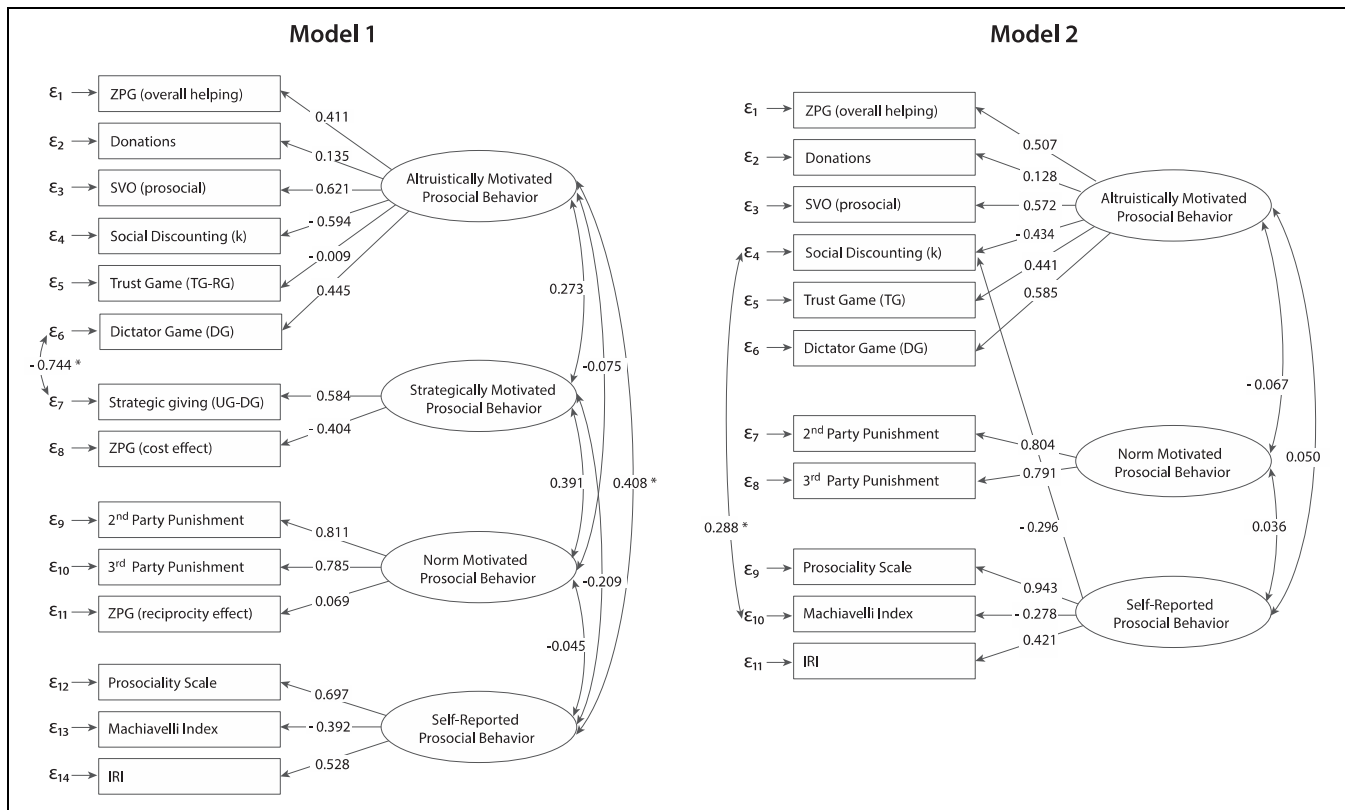 Model 1
ε1 ZPG (overall helping)
0.411
ε2 Donations
0.135
ε3 SVO (prosocial)
0.621
Altruistically Motivated
Prosocial Behavior
ε4 Social Discounting (k)
- 0.594
ε5 Trust Game (TG-RG)
- 0.009
ε6 Dictator Game (DG)
0.445
0.273
- 0.744 *
-0.075
ε7 Strategic giving (UG-DG)
0.584
Strategically Motivated
Prosocial Behavior
ε8 ZPG (cost effect)
- 0.404
0.391
0.408 *
ε9 2nd Party Punishment
0.811
ε10 3rd Party Punishment
0.785
Norm Motivated
Prosocial Behavior
ε11 ZPG (reciprocity effect)
0.069
-0.209
-0.045
ε12 Prosociality Scale
0.697
ε13 Machiavelli Index
- 0.392
Self-Reported
Prosocial Behavior
ε14 IRI
0.528
Model 2
ε1 ZPG (overall helping)
0.507
ε2 Donations
0.128
ε3 SVO (prosocial)
0.572
Altruistically Motivated
Prosocial Behavior
ε4 Social Discounting (k)
- 0.434
ε5 Trust Game (TG)
0.441
ε6 Dictator Game (DG)
0.585
- 0.067
ε7 2nd Party Punishment
0.804
ε8 3rd Party Punishment
0.791
Norm Motivated
Prosocial Behavior
0.050
0.288 *
- 0.296
0.036
ε9 Prosociality Scale
0.943
ε10 Machiavelli Index
- 0.278
Self-Reported
Prosocial Behavior
ε11 IRI
0.421